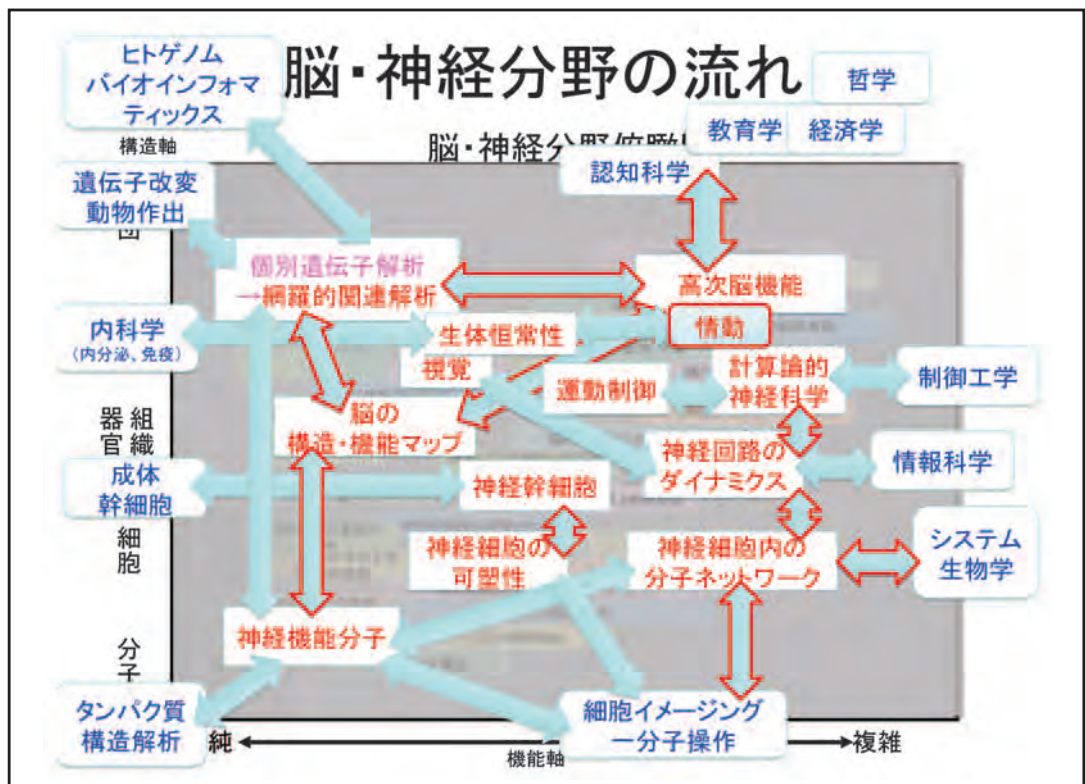 脳・神経分野の流れ
ヒトゲノム
バイオインフォマ
ティックス
哲学
教育学
経済学
構造軸
脳・神経分野俯瞰
認知科学
遺伝子改変
動物作出
団
個別遺伝子解析
→網羅的関連解析
高次脳機能
情動
内科学
(内分泌、免疫)
生体恒常性
視覚
運動制御
計算論的
神経科学
制御工学
脳の
構造・機能マップ
組織
器官
神経回路の
ダイナミクス
情報科学
成体
幹細胞
神経幹細胞
細胞
神経細胞の
可塑性
神経細胞内の
分子ネットワーク
システム
生物学
神経機能分子
分子
タンパク質
構造解析
細胞イメージング
一分子操作
純
機能軸
複雑